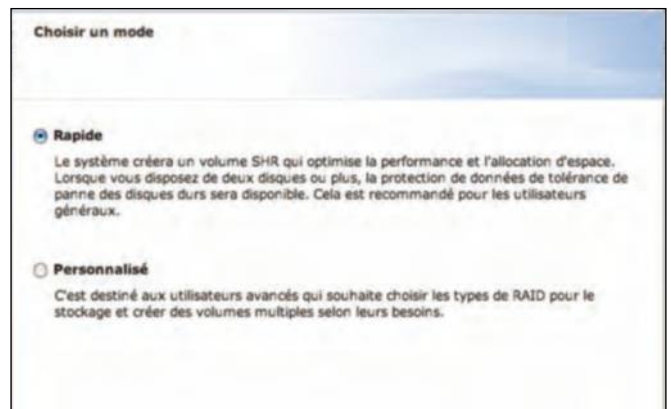 Choisir un mode
Rapide
Le système créera un volume SHR qui optimise la performance et l'allocation d'espace.
Lorsque vous disposez de deux disques ou plus, la protection de données de tolérance de
panne des disques durs sera disponible. Cela est recommandé pour les utilisateurs
généraux.
Personnalisé
C'est destiné aux utilisateurs avancés qui souhaite choisir les types de RAID pour le
stockage et créer des volumes multiples selon leurs besoins.